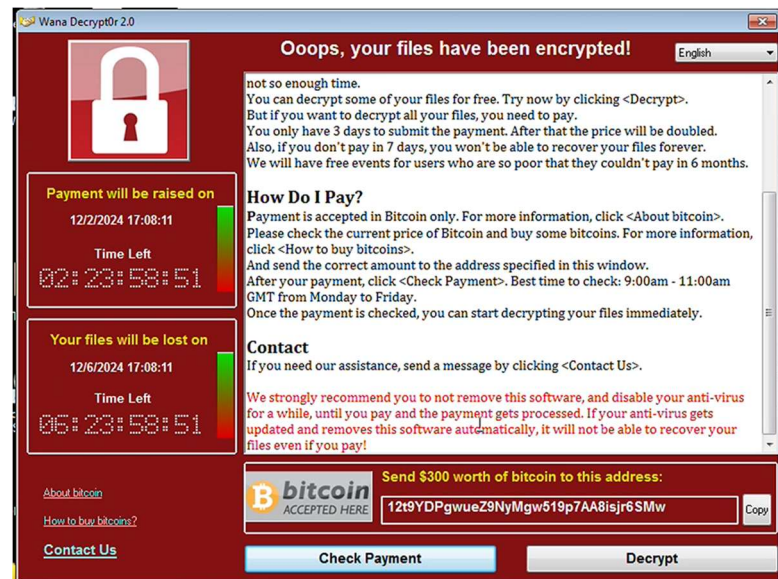 Wana Decrypt0r 2.0
Ooops, your files have been encrypted!
English
Payment will be raised on
12/2/2024 17:08:11
Time Left
02:23:58:51
Your files will be lost on
12/6/2024 17:08:11
Time Left
06:23:58:51
About bitcoin
How to buy bitcoins?
Contact Us
not so enough time.
You can decrypt some of your files for free. Try now by clicking <Decrypt>.
But if you want to decrypt all your files, you need to pay.
You only have 3 days to submit the payment. After that the price will be doubled.
Also, if you don't pay in 7 days, you won't be able to recover your files forever.
We will have free events for users who are so poor that they couldn't pay in 6 months.
How Do I Pay?
Payment is accepted in Bitcoin only. For more information, click <About bitcoin>.
Please check the current price of Bitcoin and buy some bitcoins. For more information,
click <How to buy bitcoins>.
And send the correct amount to the address specified in this window.
After your payment, click <Check Payment>. Best time to check: 9:00am - 11:00am
GMT from Monday to Friday.
Once the payment is checked, you can start decrypting your files immediately.
Contact
If you need our assistance, send a message by clicking <Contact Us>.
We strongly recommend you to not remove this software, and disable your anti-virus
for a while, until you pay and the payment gets processed. If your anti-virus gets
updated and removes this software automatically, it will not be able to recover your
files even if you pay!
bitcoin
ACCEPTED HERE
Send $300 worth of bitcoin to this address:
12t9YDPgwueZ9NyMgw519p7AA8isjr6SMw
Copy
Check Payment
Decrypt